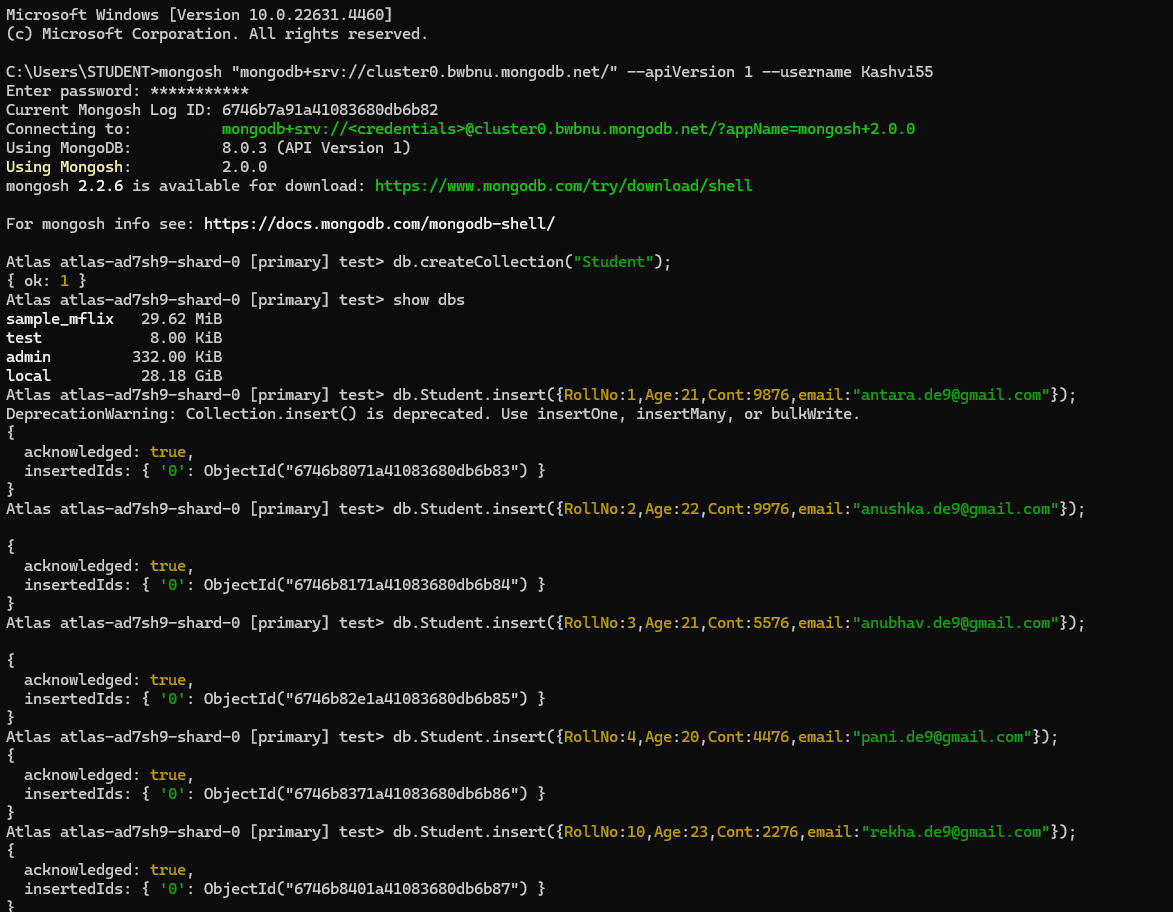 Microsoft Windows [Version 10.0.22631.4460]
(c) Microsoft Corporation. All rights reserved.
C:\Users\STUDENT>mongosh "mongodb+srv://cluster0.bwbnu.mongodb.net/" --apiVersion 1 --username Kashvi55
Enter password: ***********
Current Mongosh Log ID: 6746b7a91a41083680db6b82
Connecting to:          mongodb+srv://<credentials>@cluster0.bwbnu.mongodb.net/?appName=mongosh+2.0.0
Using MongoDB:          8.0.3 (API Version 1)
Using Mongosh:          2.0.0
mongosh 2.2.6 is available for download: https://www.mongodb.com/try/download/shell
For mongosh info see: https://docs.mongodb.com/mongodb-shell/
Atlas atlas-ad7sh9-shard-0 [primary] test> db.createCollection("Student");
{ ok: 1 }
Atlas atlas-ad7sh9-shard-0 [primary] test> show dbs
sample_mflix   29.62 MiB
test            8.00 KiB
admin         332.00 KiB
local          28.18 GiB
Atlas atlas-ad7sh9-shard-0 [primary] test> db.Student.insert({RollNo:1,Age:21,Cont:9876,email:"antara.de9@gmail.com"});
DeprecationWarning: Collection.insert() is deprecated. Use insertOne, insertMany, or bulkWrite.
{
  acknowledged: true,
  insertedIds: { '0': ObjectId("6746b8071a41083680db6b83") }
}
Atlas atlas-ad7sh9-shard-0 [primary] test> db.Student.insert({RollNo:2,Age:22,Cont:9976,email:"anushka.de9@gmail.com"});
{
  acknowledged: true,
  insertedIds: { '0': ObjectId("6746b8171a41083680db6b84") }
}
Atlas atlas-ad7sh9-shard-0 [primary] test> db.Student.insert({RollNo:3,Age:21,Cont:5576,email:"anubhav.de9@gmail.com"});
{
  acknowledged: true,
  insertedIds: { '0': ObjectId("6746b82e1a41083680db6b85") }
}
Atlas atlas-ad7sh9-shard-0 [primary] test> db.Student.insert({RollNo:4,Age:20,Cont:4476,email:"pani.de9@gmail.com"});
{
  acknowledged: true,
  insertedIds: { '0': ObjectId("6746b8371a41083680db6b86") }
}
Atlas atlas-ad7sh9-shard-0 [primary] test> db.Student.insert({RollNo:10,Age:23,Cont:2276,email:"rekha.de9@gmail.com"});
{
  acknowledged: true,
  insertedIds: { '0': ObjectId("6746b8401a41083680db6b87") }
}